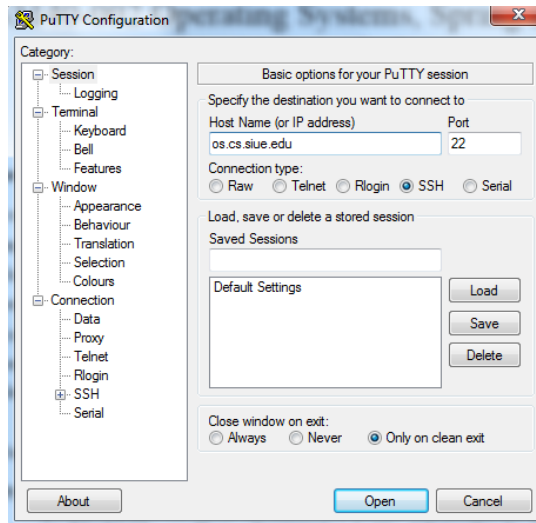 Operating Systems, Spring
PuTTY Configuration
Category:
Session
Logging
Terminal
Keyboard
Bell
Features
Window
Appearance
Behaviour
Translation
Selection
Colours
Connection
Data
Proxy
Telnet
Rlogin
SSH
Serial
Basic options for your PuTTY session
Specify the destination you want to connect to
Host Name (or IP address) Port
os.cs.siue.edu 22
Connection type:
Raw Telnet Rlogin SSH Serial
Load, save or delete a stored session
Saved Sessions
Default Settings
Load
Save
Delete
Close window on exit:
Always Never Only on clean exit
About Open Cancel